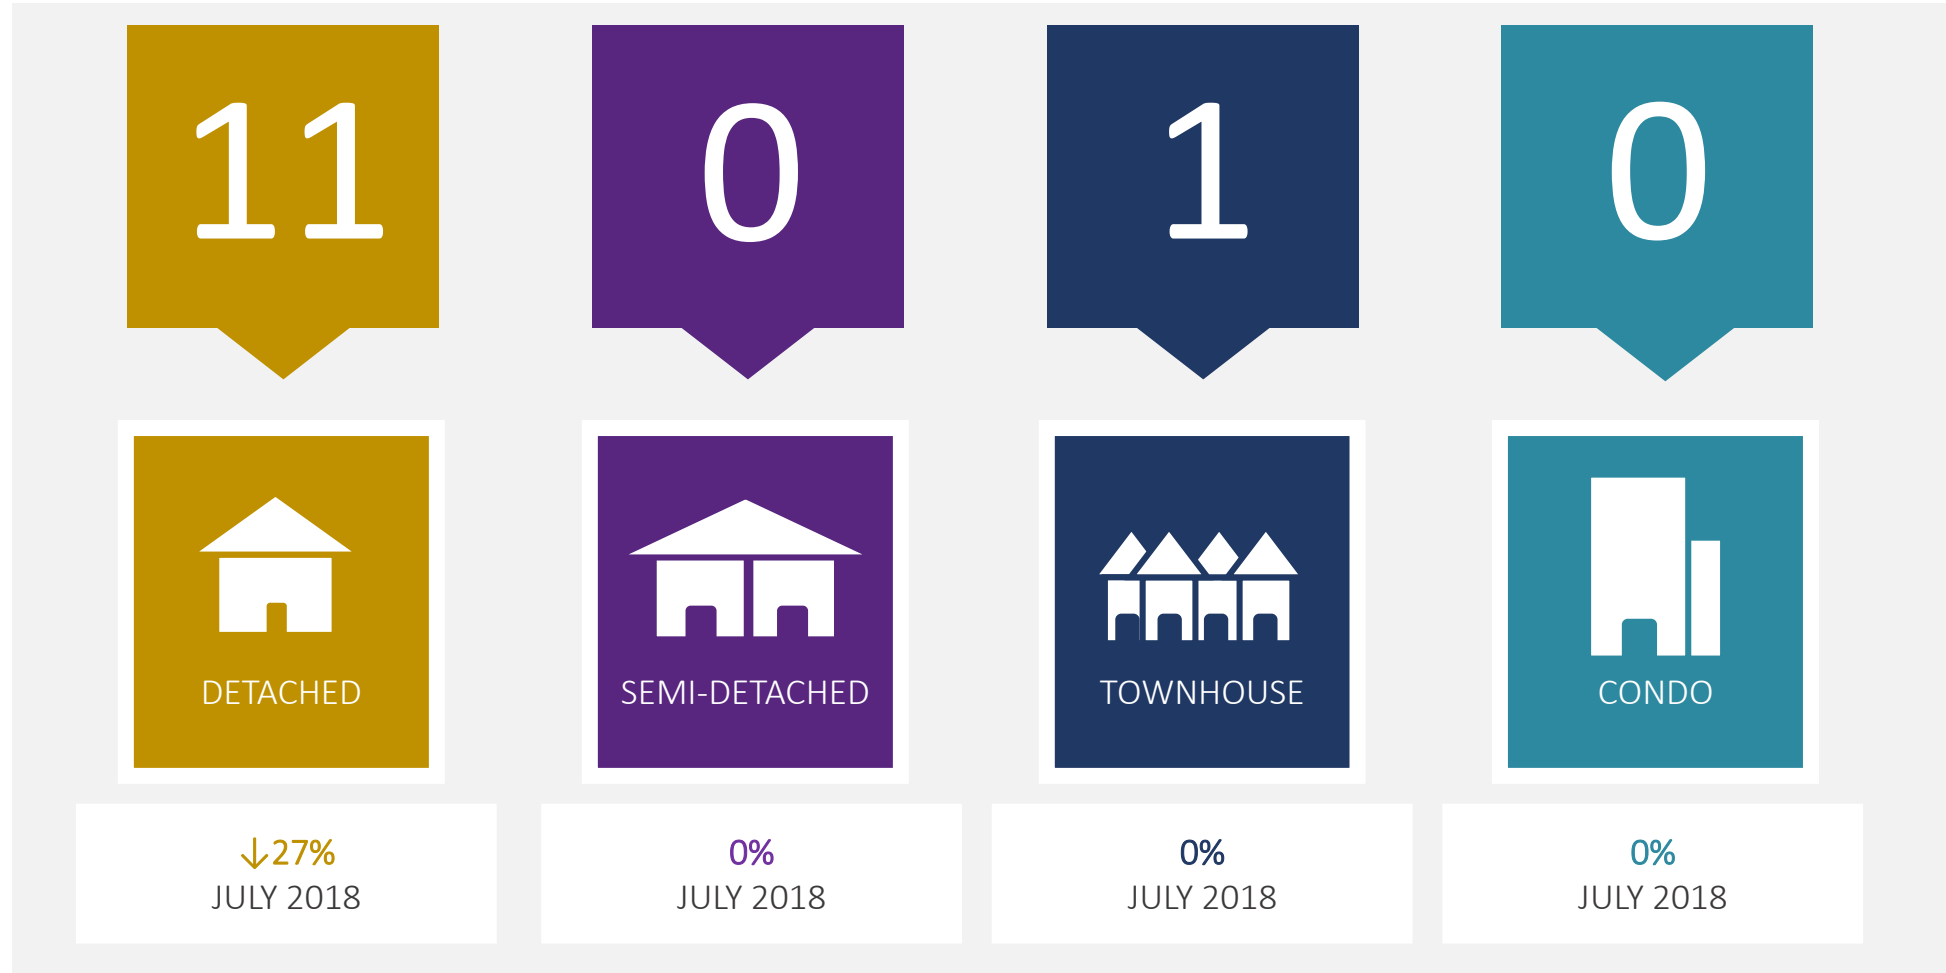 11
0
1
0
DETACHED
SEMI-DETACHED
TOWNHOUSE
CONDO
↓27%
JULY 2018
0%
JULY 2018
0%
JULY 2018
0%
JULY 2018